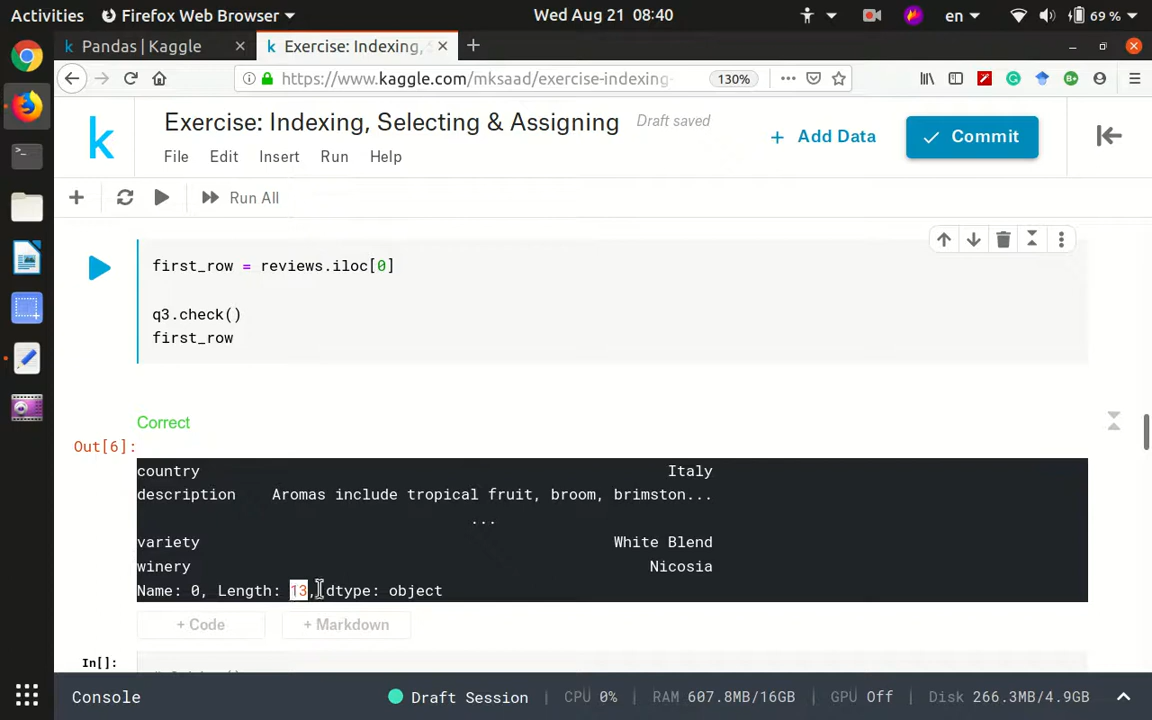 Activities Firefox Web Browser Wed Aug 21 08:40 en 69 %
k Pandas | Kaggle k Exercise: Indexing,
https://www.kaggle.com/mksaad/exercise-indexing- 130%
k Exercise: Indexing, Selecting & Assigning Draft saved
+ Add Data Commit
File Edit Insert Run Help
Run All
first_row = reviews.iloc[0]
q3.check()
first_row
Correct
Out[6]:
country Italy
description Aromas include tropical fruit, broom, brimston...
...
variety White Blend
winery Nicosia
Name: 0, Length: 13, dtype: object
+ Code + Markdown
In[]:
Console Draft Session CPU 0% RAM 607.8MB/16GB GPU Off Disk 266.3MB/4.9GB